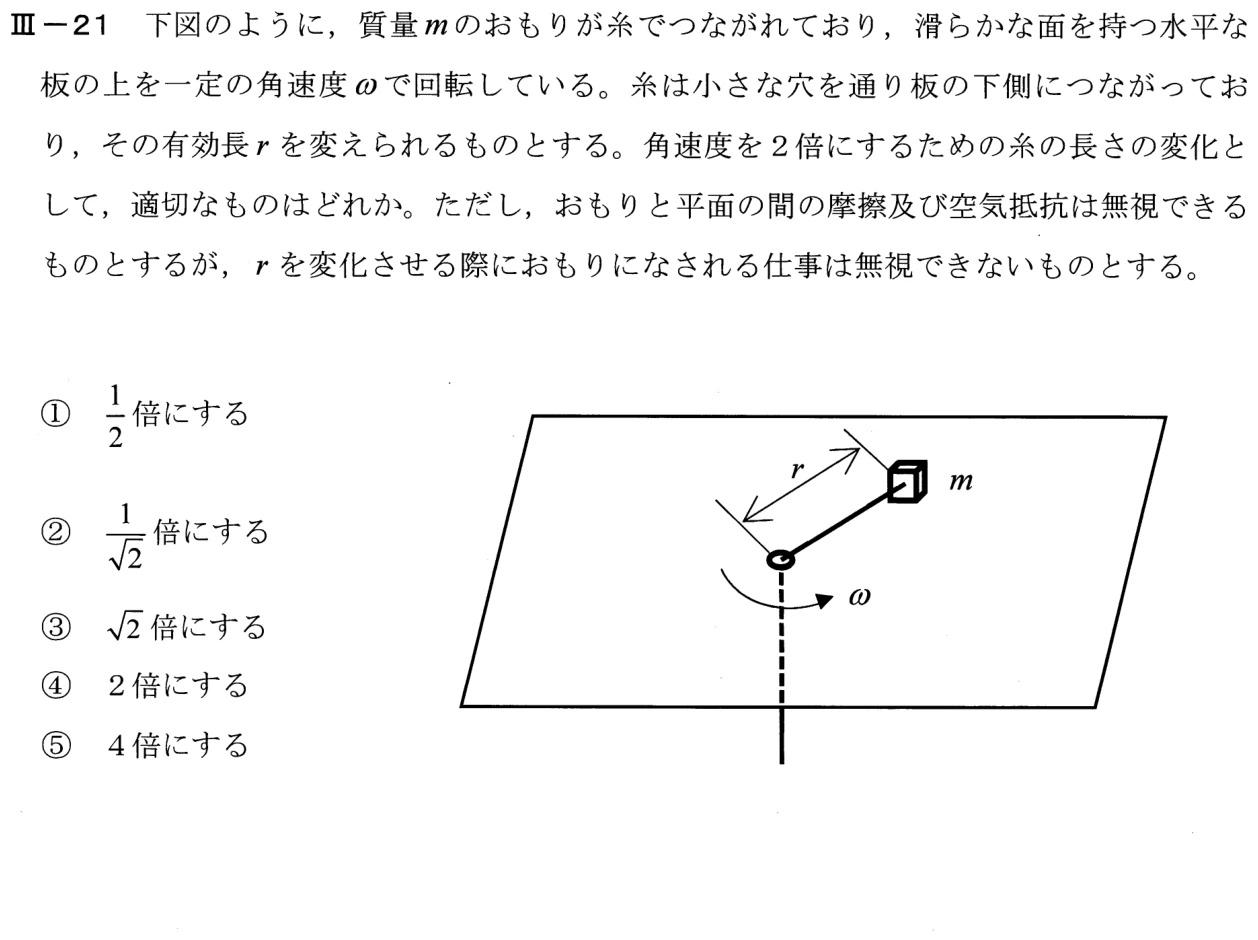 Ⅲ－21　下図のように，質量mのおもりが糸でつながれており，滑らかな面を持つ水平な
板の上を一定の角速度ωで回転している。糸は小さな穴を通り板の下側につながってお
り，その有効長rを変えられるものとする。角速度を２倍にするための糸の長さの変化と
して，適切なものはどれか。ただし，おもりと平面の間の摩擦及び空気抵抗は無視できる
ものとするが，rを変化させる際におもりになされる仕事は無視できないものとする。
①　1/2倍にする
②　1/√2倍にする
③　√2倍にする
④　２倍にする
⑤　４倍にする
r
m
ω